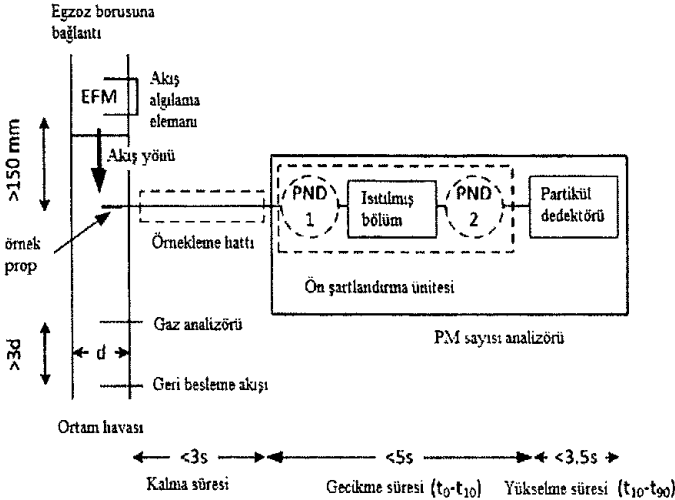 Egzoz borusuna
bağlantı
EFM
Akış
algılama
elemanı
>150 mm
Akış yönü
örnek
prop
Örnekleme hattı
PND
1
Isıtılmış
bölüm
PND
2
Partikül
dedektörü
Ön şartlandırma ünitesi
PM sayısı analizörü
Gaz analizörü
>3d
d
Geri besleme akışı
Ortam havası
<3s
<5s
<3,5s
Kalma süresi
Gecikme süresi (t0-t10)
Yükselme süresi (t10-t90)